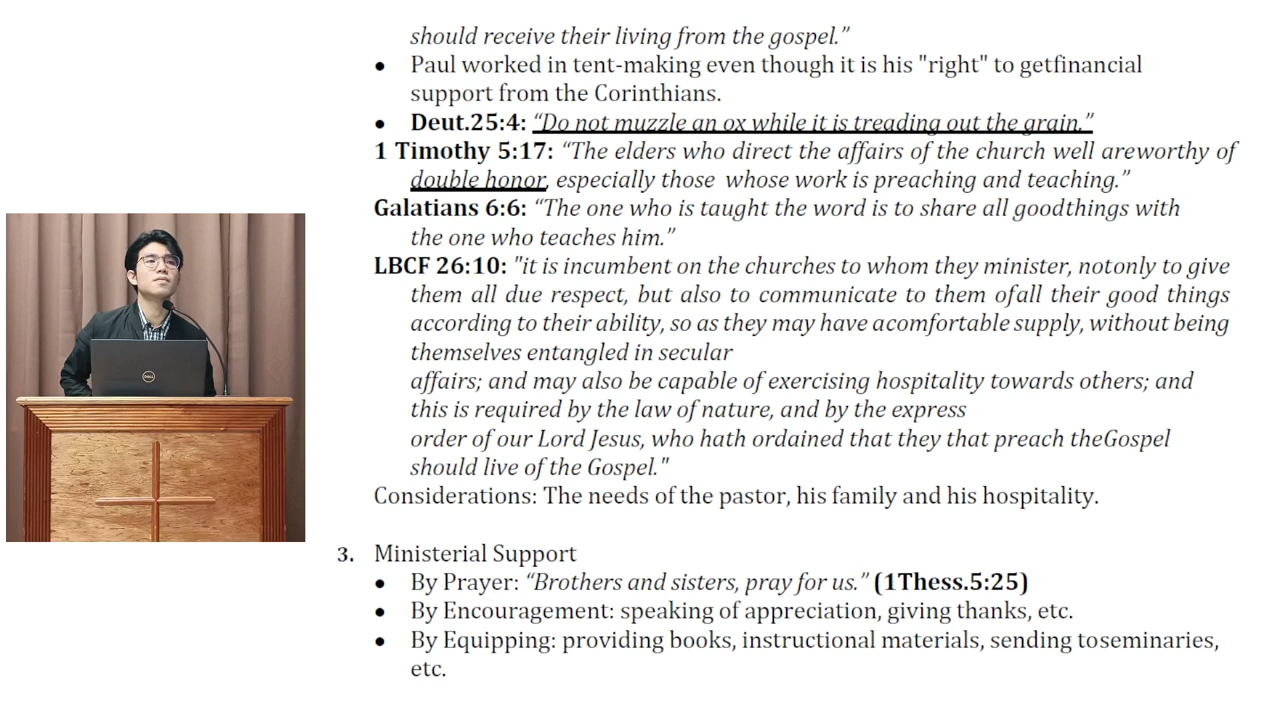 should receive their living from the gospel.”
• Paul worked in tent-making even though it is his "right" to getfinancial
support from the Corinthians.
• Deut.25:4: “Do not muzzle an ox while it is treading out the grain.”
1 Timothy 5:17: “The elders who direct the affairs of the church well areworthy of
double honor, especially those whose work is preaching and teaching.”
Galatians 6:6: “The one who is taught the word is to share all goodthings with
the one who teaches him.”
LBCF 26:10: "it is incumbent on the churches to whom they minister, notonly to give
them all due respect, but also to communicate to them ofall their good things
according to their ability, so as they may have acomfortable supply, without being
themselves entangled in secular
affairs; and may also be capable of exercising hospitality towards others; and
this is required by the law of nature, and by the express
order of our Lord Jesus, who hath ordained that they that preach theGospel
should live of the Gospel."
Considerations: The needs of the pastor, his family and his hospitality.
3. Ministerial Support
• By Prayer: “Brothers and sisters, pray for us.” (1Thess.5:25)
• By Encouragement: speaking of appreciation, giving thanks, etc.
• By Equipping: providing books, instructional materials, sending toseminaries,
etc.
DELL